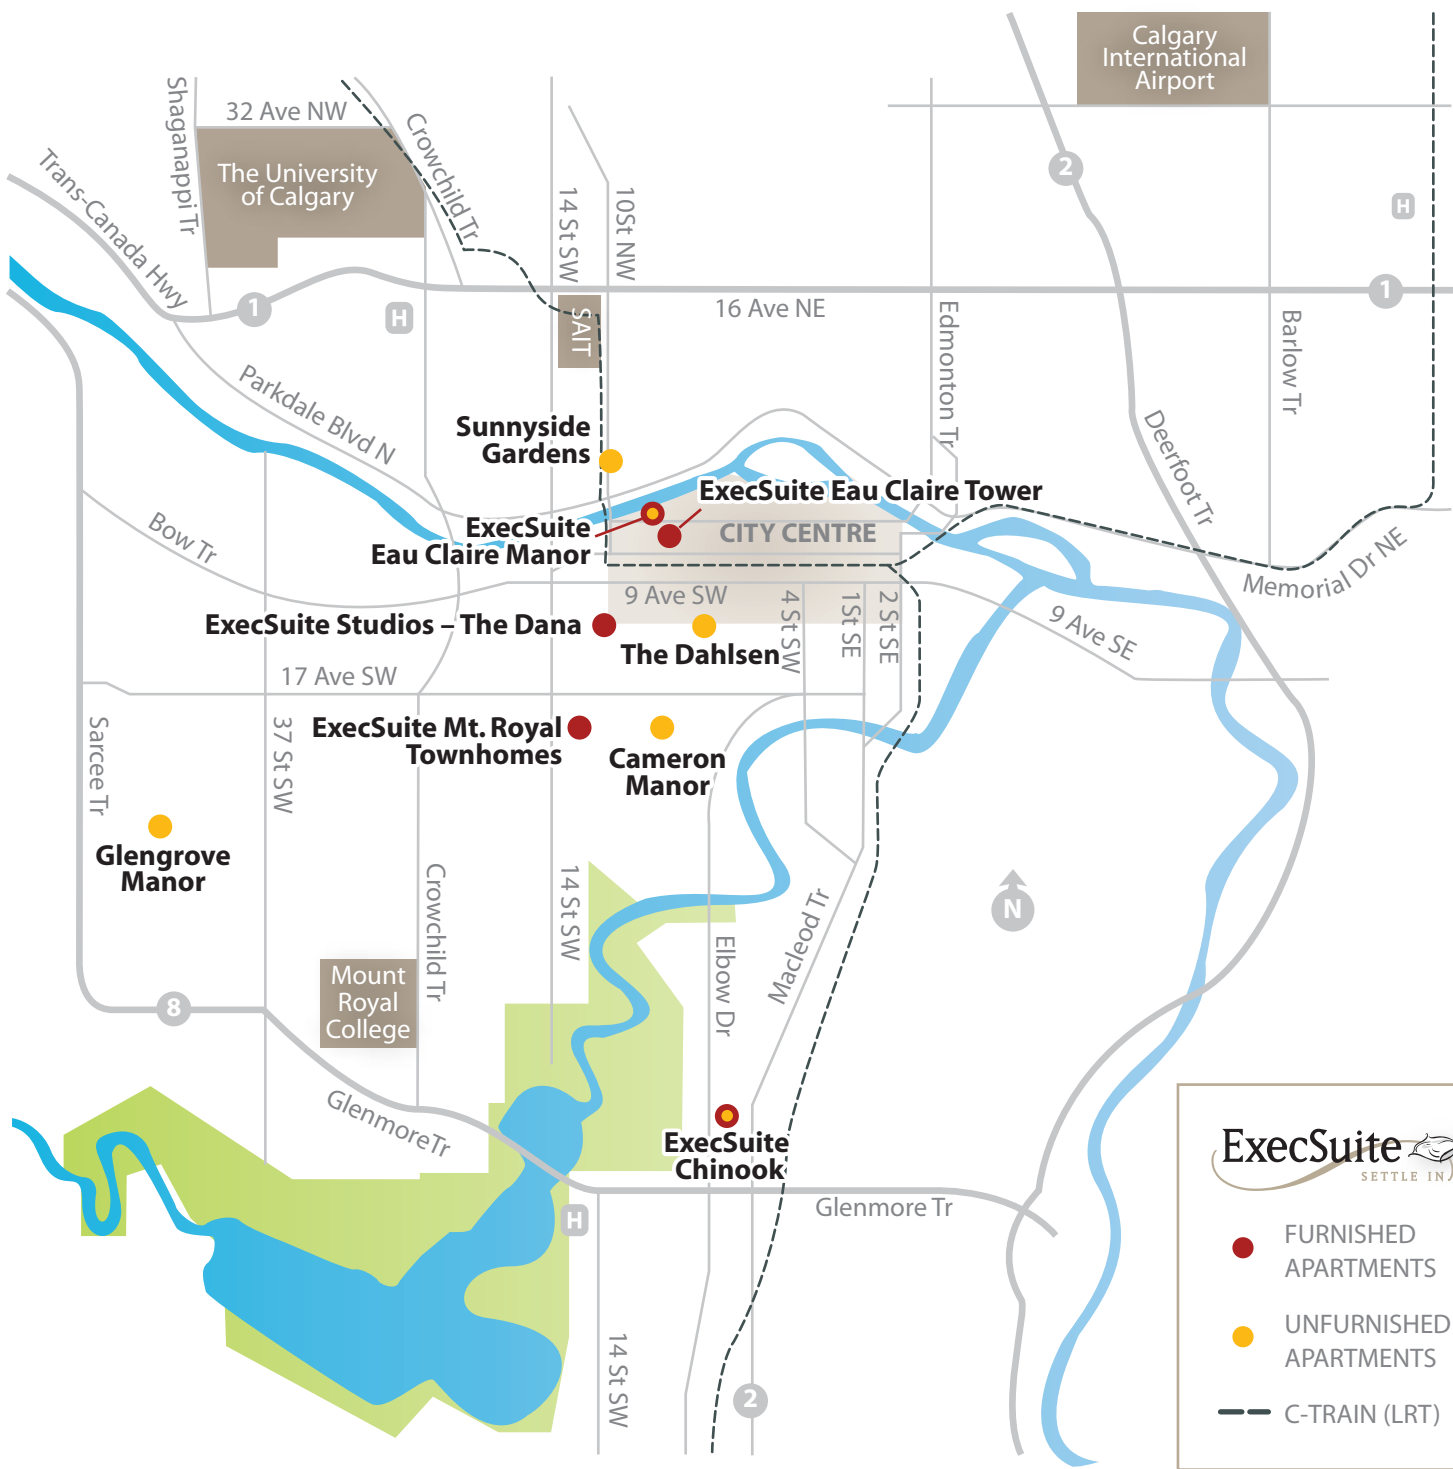 Calgary
International
Airport
Shaganappi Tr
32 Ave NW
Crowchild Tr
The University
of Calgary
Trans-Canada Hwy
14 St SW
10St NW
2
H
1
H
SAIT
16 Ave NE
1
Edmonton Tr
Barlow Tr
Parkdale Blvd N
Sunnyside
Gardens
Deerfoot Tr
ExecSuite Eau Claire Tower
ExecSuite
Eau Claire Manor
CITY CENTRE
Bow Tr
Memorial Dr NE
9 Ave SW
4 St SW
1St SE
2 St SE
9 Ave SE
ExecSuite Studios – The Dana
The Dahlsen
17 Ave SW
Sarcee Tr
37 St SW
ExecSuite Mt. Royal
Townhomes
Cameron
Manor
Glengrove
Manor
Crowchild Tr
14 St SW
Elbow Dr
Macleod Tr
N
Mount
Royal
College
8
GlenmoreTr
ExecSuite
Chinook
H
Glenmore Tr
14 St SW
2
ExecSuite
SETTLE IN
FURNISHED
APARTMENTS
UNFURNISHED
APARTMENTS
C-TRAIN (LRT)